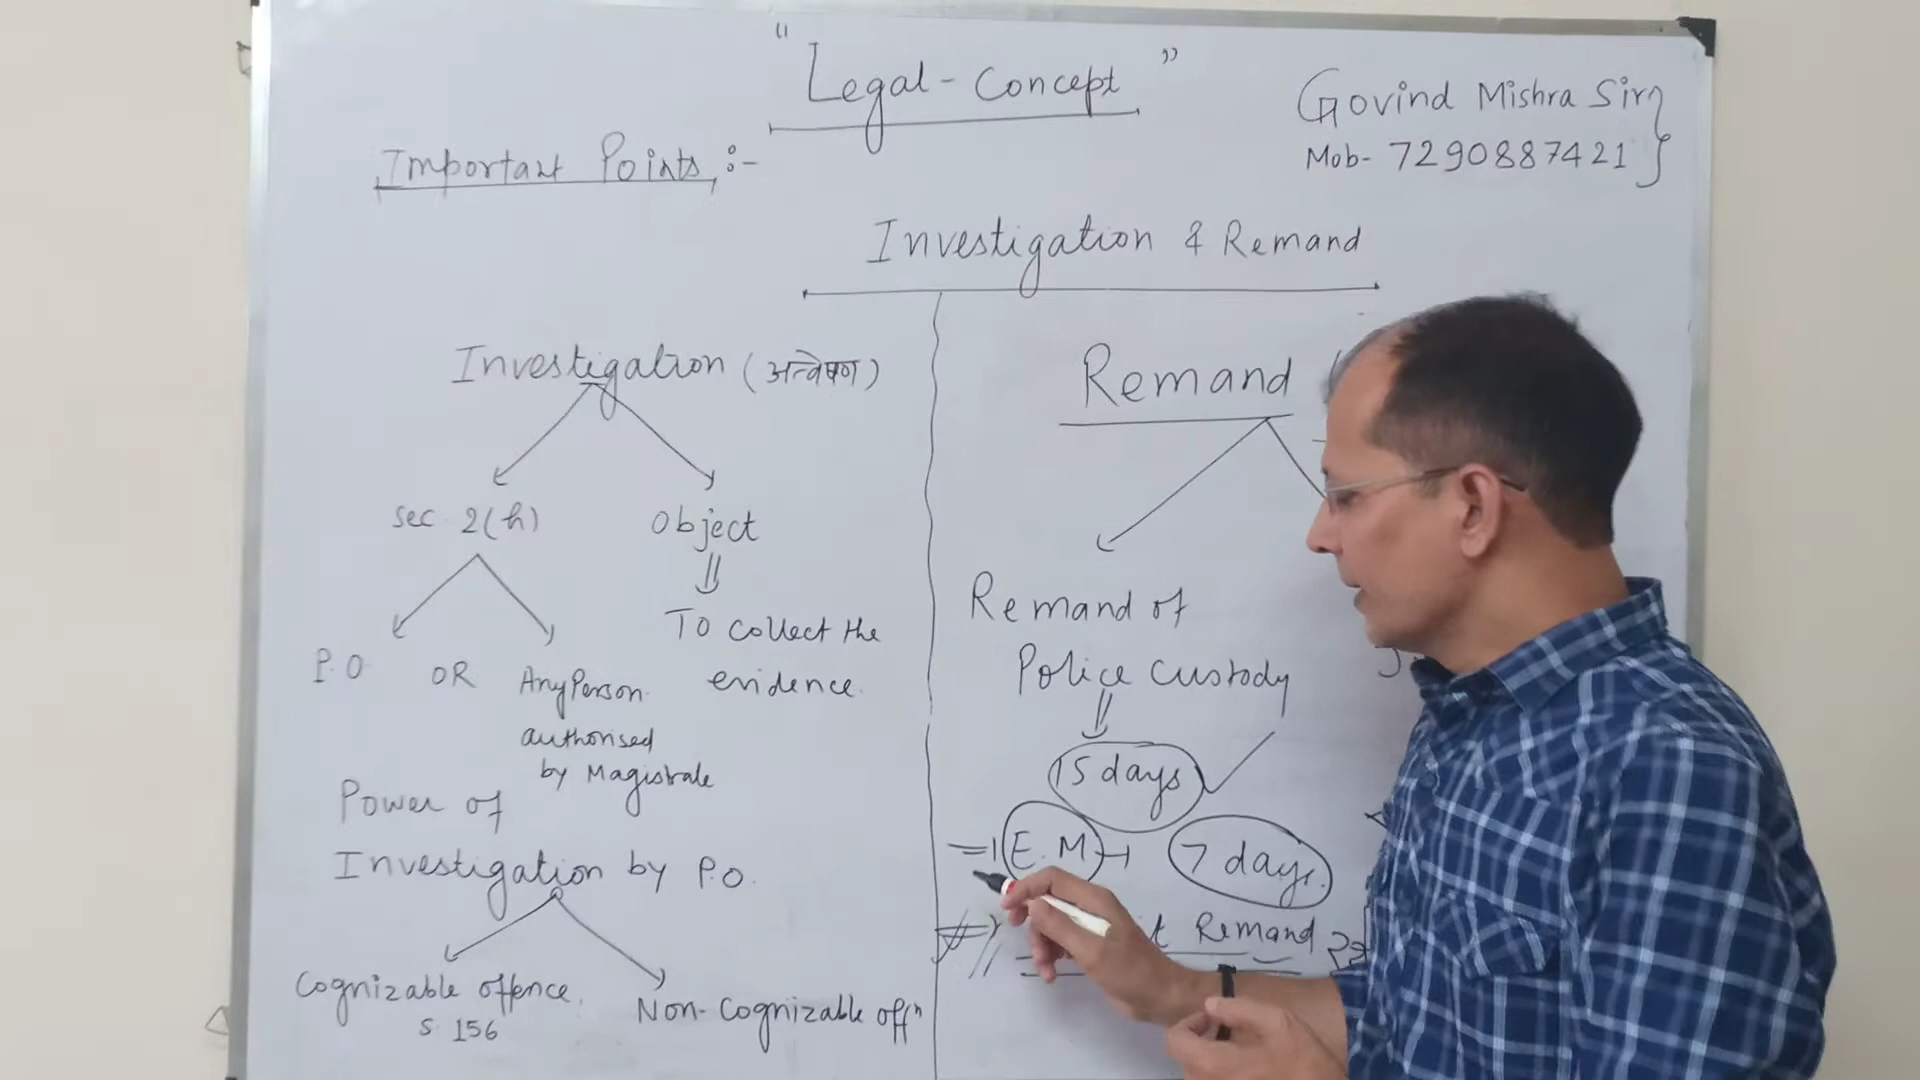 "Legal-Concept"
Govind Mishra Sir
Mob- 7290887421
Important Points :-
Investigation & Remand
Investigation (अन्वेषण)
sec 2(h)
Object
P.O OR Any Person
authorised
by Magistrate
To collect the
evidence.
Power of
Investigation by P.O.
Cognizable offence.
S. 156
Non-Cognizable offⁿ
Remand
Remand of
Police Custody
15 days
E.M
7 days.
Remand